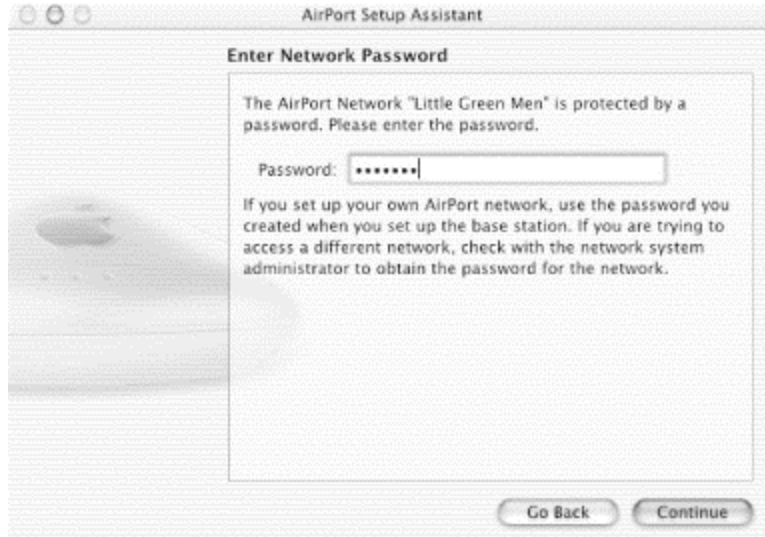 AirPort Setup Assistant
Enter Network Password
The AirPort Network "Little Green Men" is protected by a
password. Please enter the password.
Password: •••••••
If you set up your own AirPort network, use the password you
created when you set up the base station. If you are trying to
access a different network, check with the network system
administrator to obtain the password for the network.
Go Back Continue